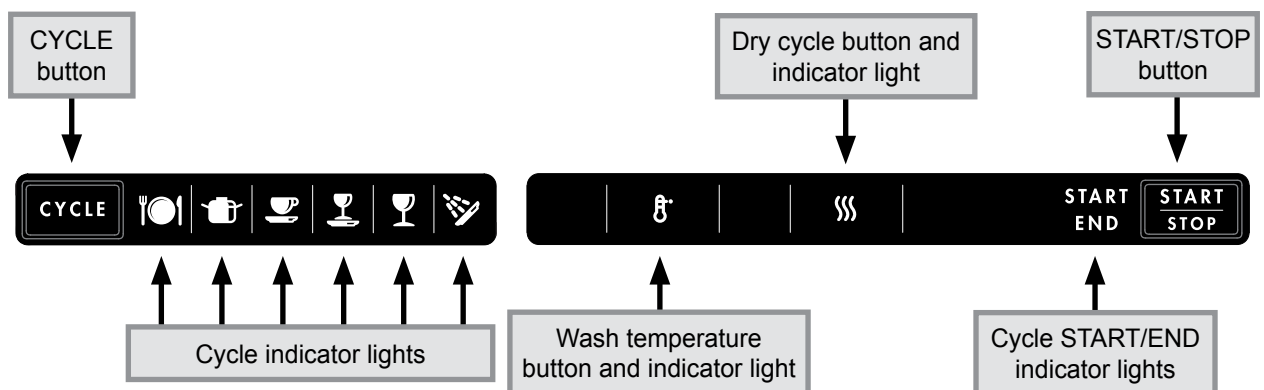 CYCLE
button
Dry cycle button and
indicator light
START/STOP
button
CYCLE
START
END
START
STOP
Cycle indicator lights
Wash temperature
button and indicator light
Cycle START/END
indicator lights